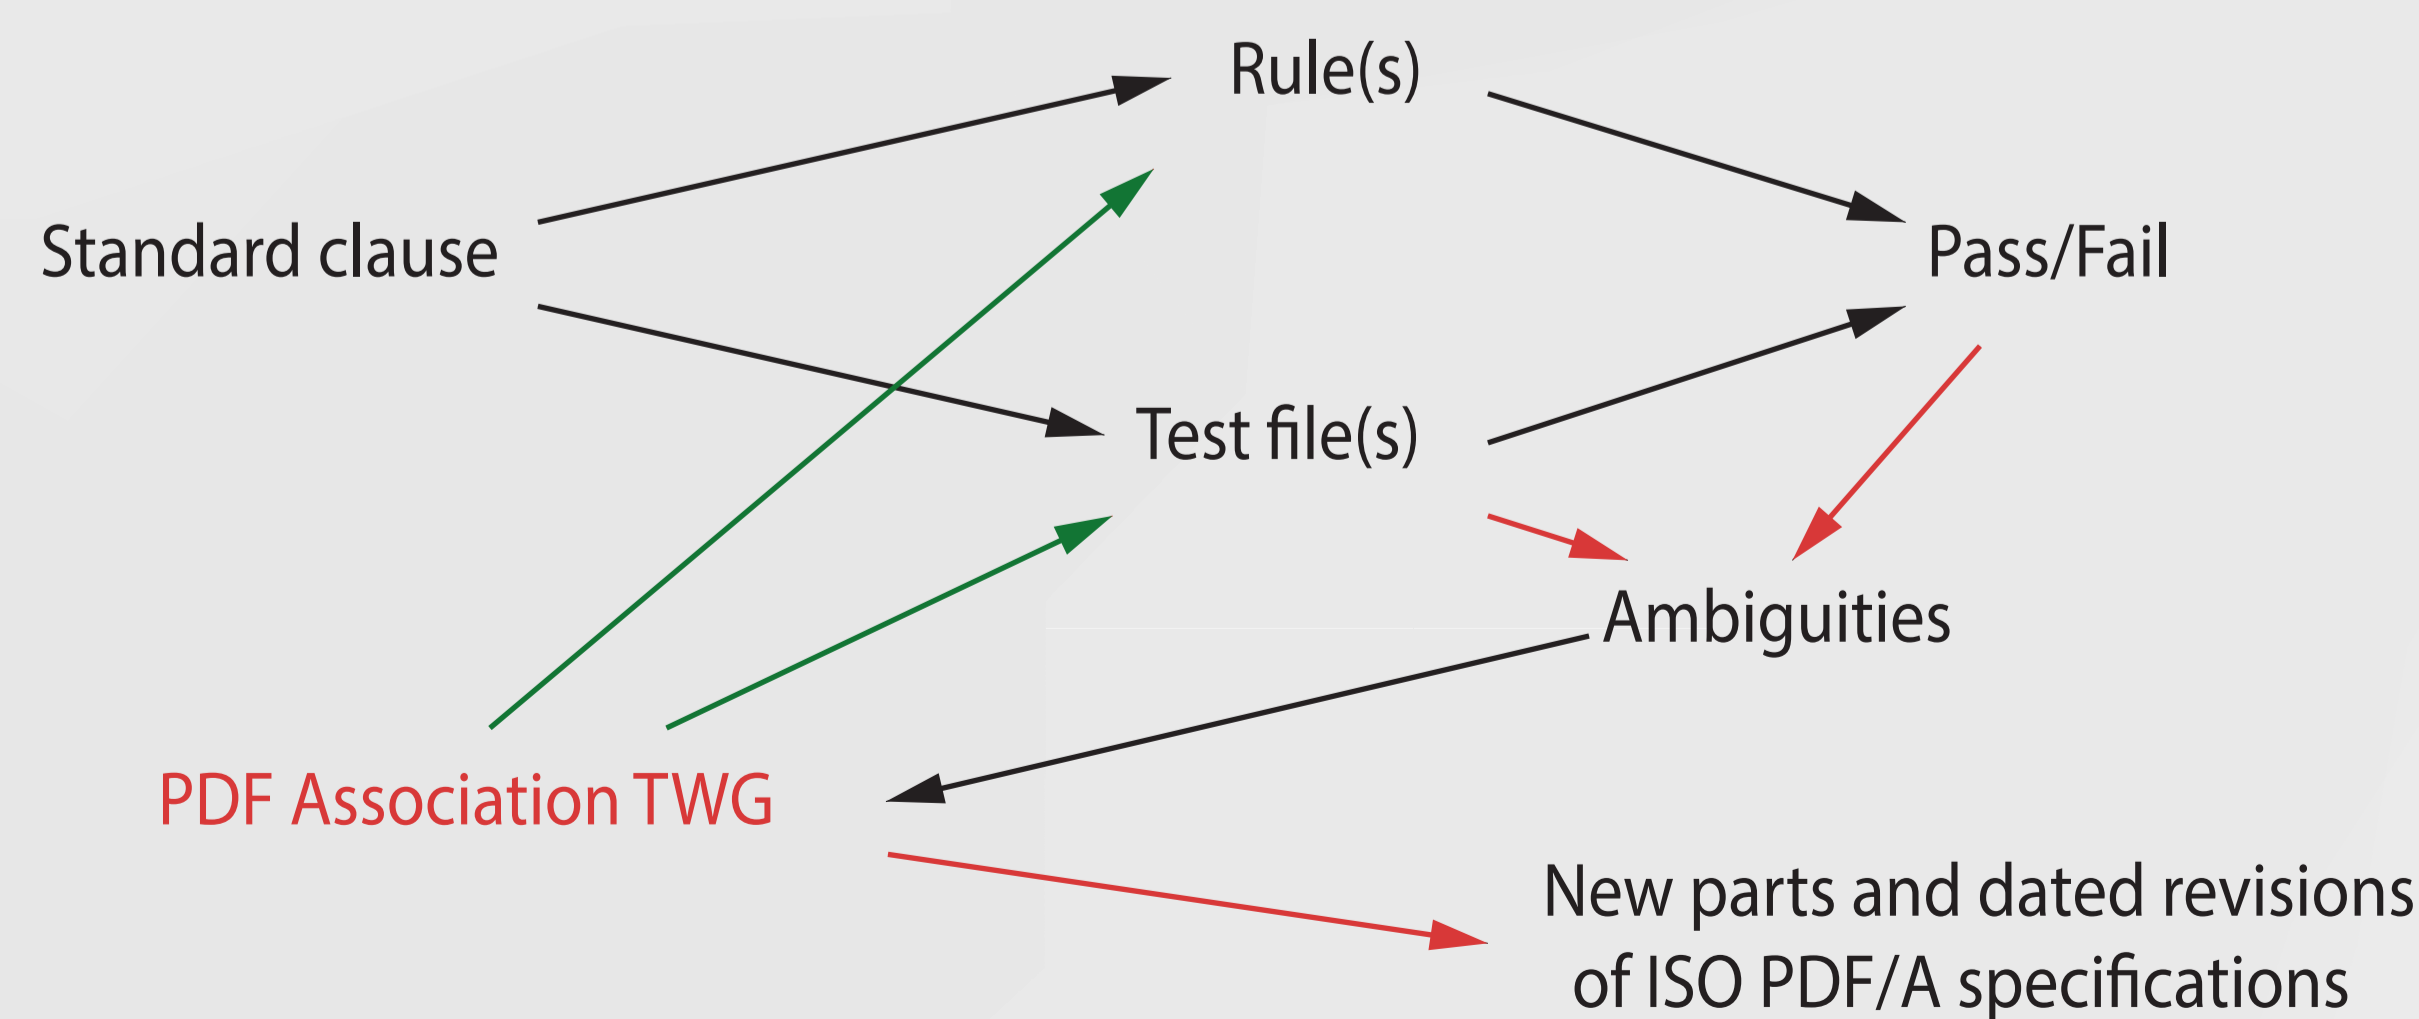 Rule(s)
Standard clause
Pass/Fail
Test file(s)
Ambiguities
PDF Association TWG
New parts and dated revisions
of ISO PDF/A specifications